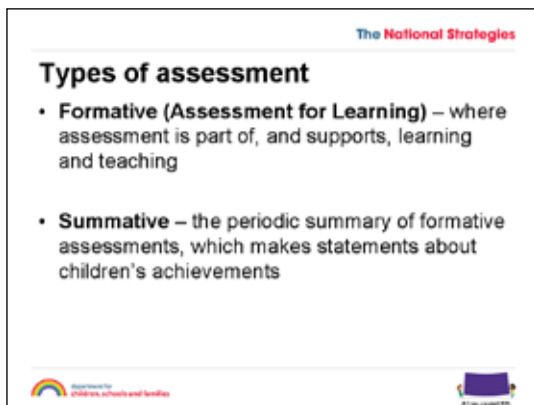 The National Strategies
Types of assessment
• Formative (Assessment for Learning) – where
assessment is part of, and supports, learning
and teaching
• Summative – the periodic summary of formative
assessments, which makes statements about
children's achievements
department for
children, schools and families